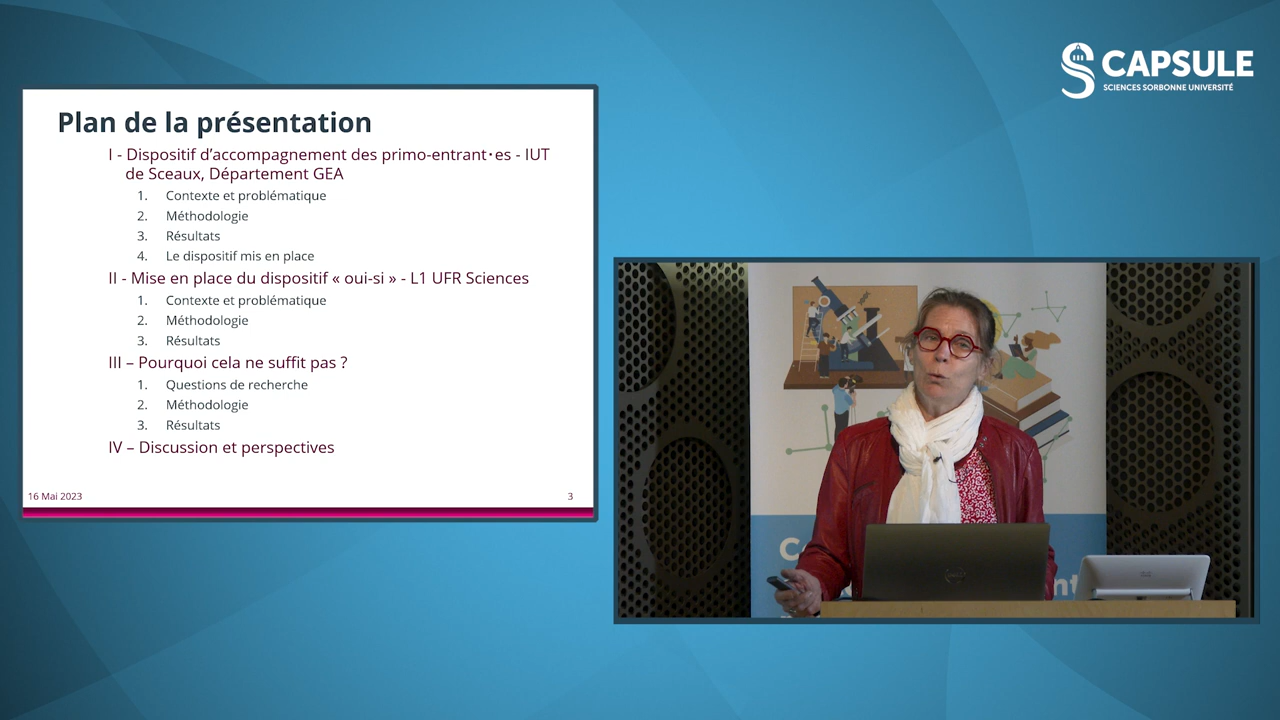 CAPSULE
SCIENCES SORBONNE UNIVERSITÉ
Plan de la présentation
I - Dispositif d’accompagnement des primo-entrant·es - IUT
de Sceaux, Département GEA
1. Contexte et problématique
2. Méthodologie
3. Résultats
4. Le dispositif mis en place
II - Mise en place du dispositif « oui-si » - L1 UFR Sciences
1. Contexte et problématique
2. Méthodologie
3. Résultats
III – Pourquoi cela ne suffit pas ?
1. Questions de recherche
2. Méthodologie
3. Résultats
IV – Discussion et perspectives
16 Mai 2023
3